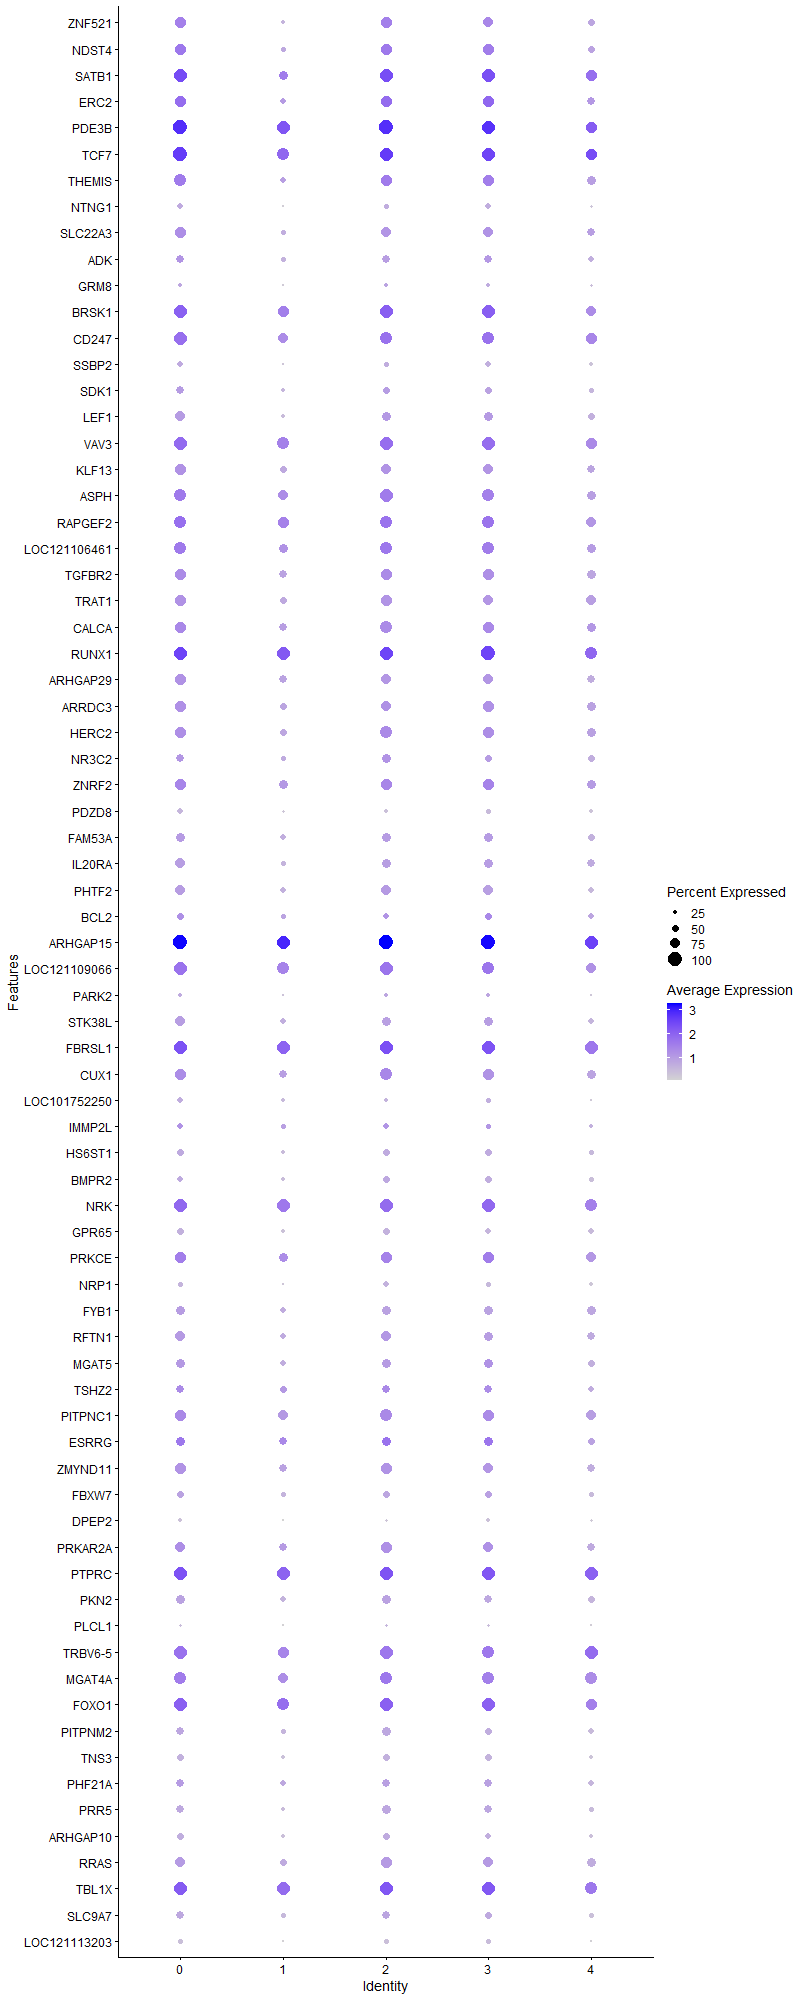 ZNF521
NDST4
SATB1
ERC2
PDE3B
TCF7
THEMIS
NTNG1
SLC22A3
ADK
GRM8
BRSK1
CD247
SSBP2
SDK1
LEF1
VAV3
KLF13
ASPH
RAPGEF2
LOC121106461
TGFBR2
TRAT1
CALCA
RUNX1
ARHGAP29
ARRDC3
HERC2
NR3C2
ZNRF2
PDZD8
FAM53A
IL20RA
PHTF2
BCL2
ARHGAP15
LOC121109066
PARK2
STK38L
FBRSL1
CUX1
LOC101752250
IMMP2L
HS6ST1
BMPR2
NRK
GPR65
PRKCE
NRP1
FYB1
RFTN1
MGAT5
TSHZ2
PITPNC1
ESRRG
ZMYND11
FBXW7
DPEP2
PRKAR2A
PTPRC
PKN2
PLCL1
TRBV6-5
MGAT4A
FOXO1
PITPNM2
TNS3
PHF21A
PRR5
ARHGAP10
RRAS
TBL1X
SLC9A7
LOC121113203
Features
0 1 2 3 4
Identity
Percent Expressed
25
50
75
100
Average Expression
3
2
1